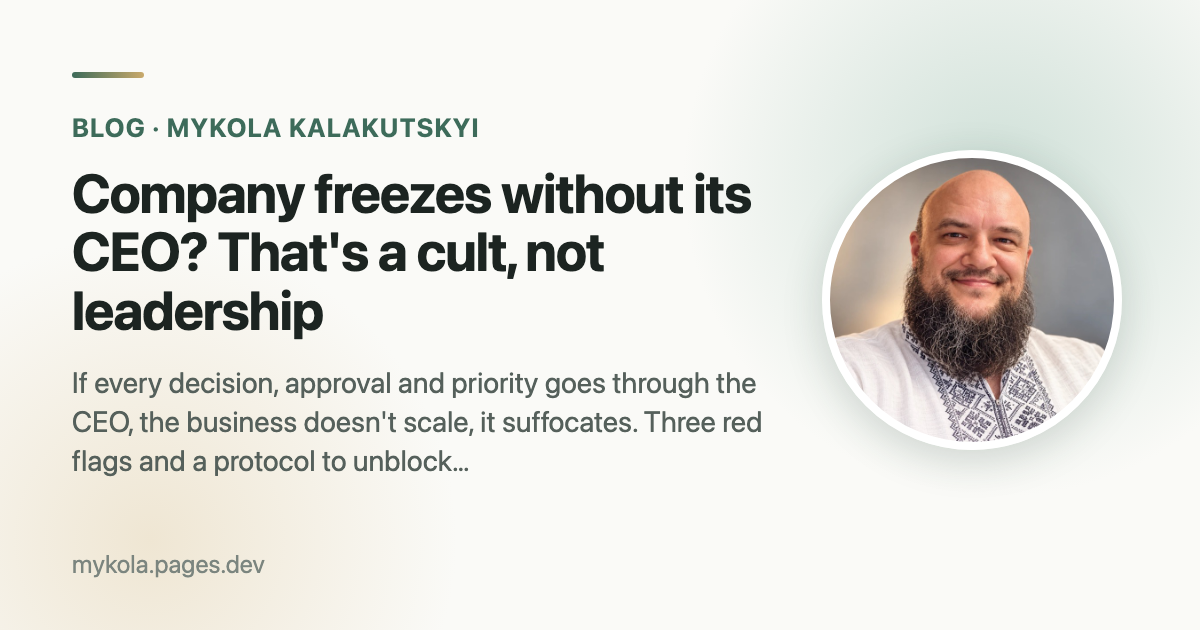 BLOG · MYKOLA KALAKUTSKYI
Company freezes without its
CEO? That's a cult, not
leadership
If every decision, approval and priority goes through the
CEO, the business doesn't scale, it suffocates. Three red
flags and a protocol to unblock...
mykola.pages.dev